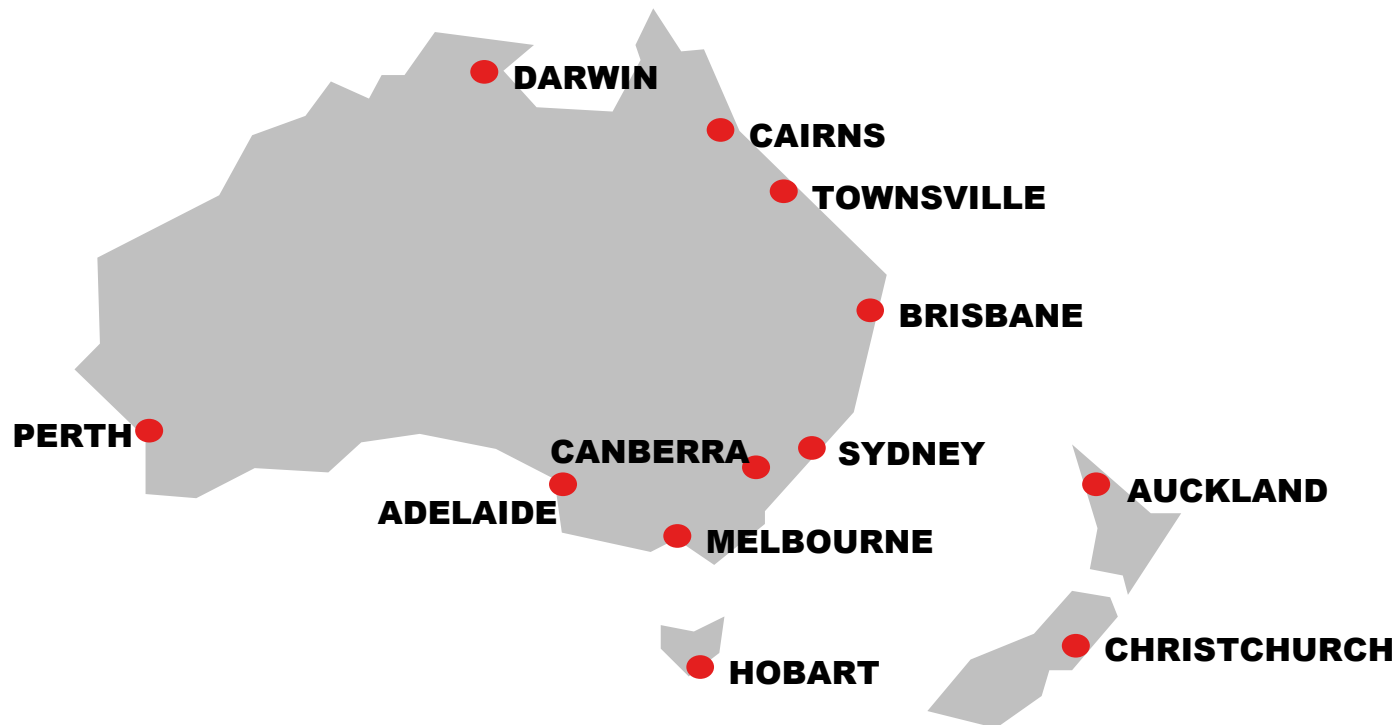 DARWIN
CAIRNS
TOWNSVILLE
BRISBANE
PERTH
CANBERRA
SYDNEY
ADELAIDE
AUCKLAND
MELBOURNE
CHRISTCHURCH
HOBART